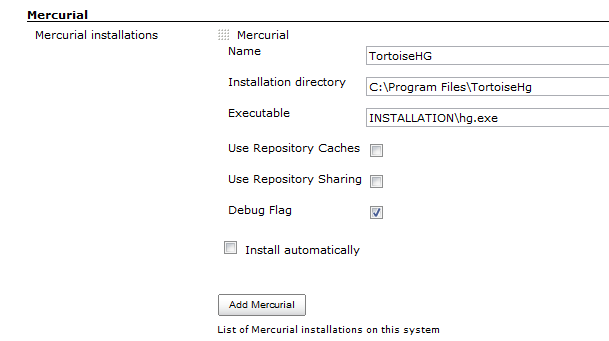 Mercurial
Mercurial installations
Mercurial
Name
TortoiseHG
Installation directory
C:\Program Files\TortoiseHg
Executable
INSTALLATION\hg.exe
Use Repository Caches
Use Repository Sharing
Debug Flag
Install automatically
Add Mercurial
List of Mercurial installations on this system